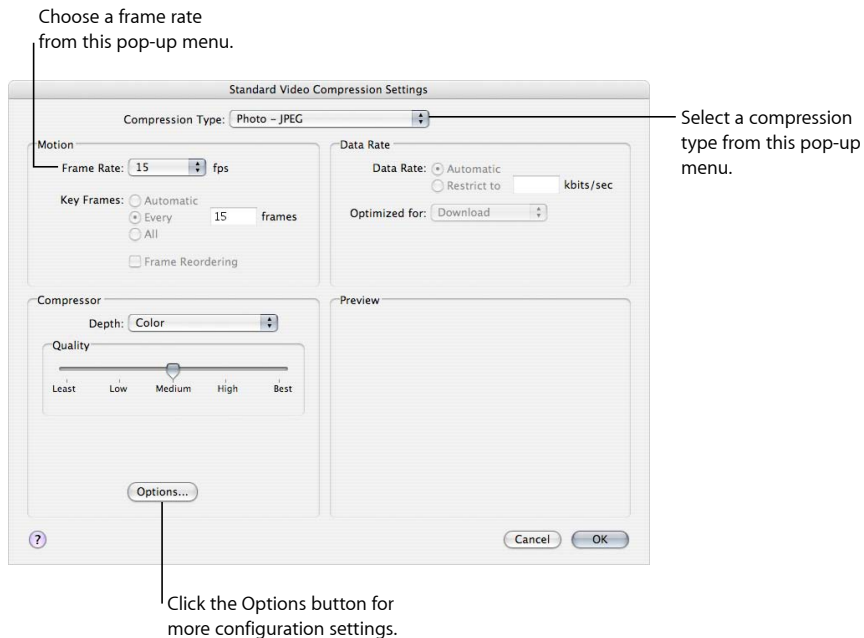 Choose a frame rate
from this pop-up menu.
Standard Video Compression Settings
Compression Type: Photo – JPEG
Select a compression
type from this pop-up
menu.
Motion
Frame Rate: 15 fps
Key Frames: Automatic
Every 15 frames
All
Frame Reordering
Data Rate
Data Rate: Automatic
Restrict to kbits/sec
Optimized for: Download
Compressor
Depth: Color
Quality
Least Low Medium High Best
Options...
Preview
?
Cancel OK
Click the Options button for
more configuration settings.